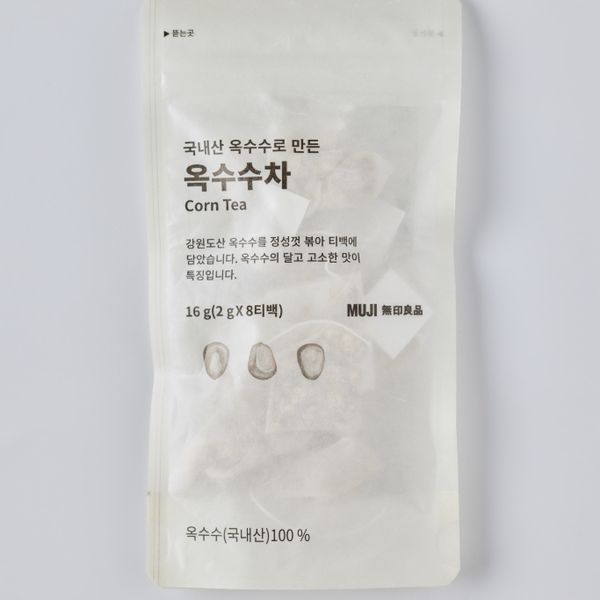 ▶ 뜯는곳
국내산 옥수수로 만든
옥수수차
Corn Tea
강원도산 옥수수를 정성껏 볶아 티백에
담았습니다. 옥수수의 달고 고소한 맛이
특징입니다.
16 g(2 gX 8티백)
MUJI 無印良品
옥수수(국내산)100 %